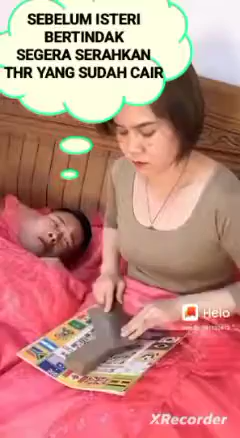 SEBELUM ISTERI
BERTINDAK
SEGERA SERAHKAN
THR YANG SUDAH CAIR
Helo
XRecorder